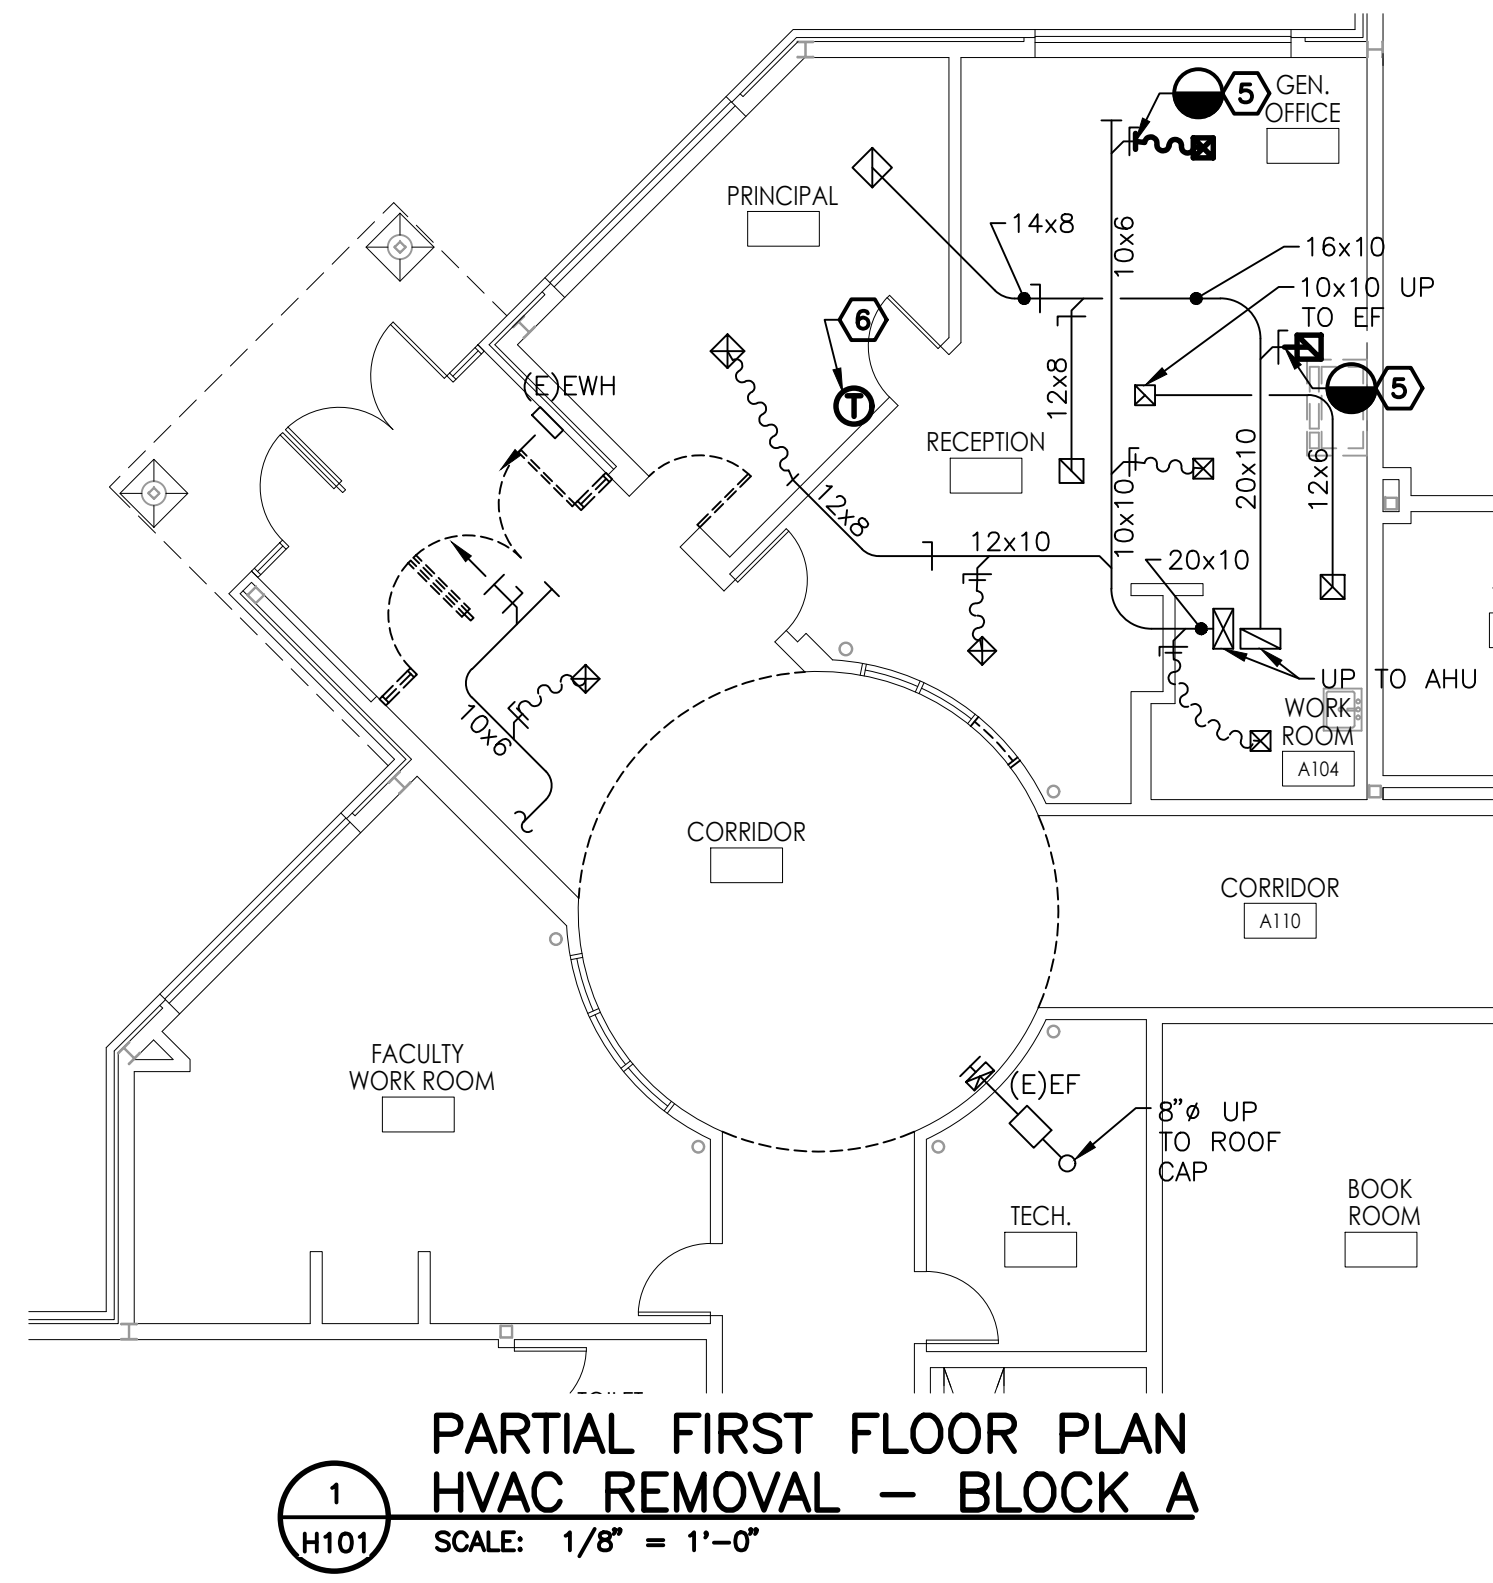 5
GEN.
OFFICE
PRINCIPAL
14x8
10x6
16x10
10x10 UP
TO EF
6
5
(E)EWH
12x8
RECEPTION
20x10
12x6
12x8
10x10
12x10
20x10
UP TO AHU
WORK
ROOM
A104
10x6
CORRIDOR
CORRIDOR
A110
FACULTY
WORK ROOM
(E)EF
8"ø UP
TO ROOF
CAP
TECH.
BOOK
ROOM
T
PARTIAL FIRST FLOOR PLAN
HVAC REMOVAL – BLOCK A
1
H101
SCALE: 1/8" = 1'-0"